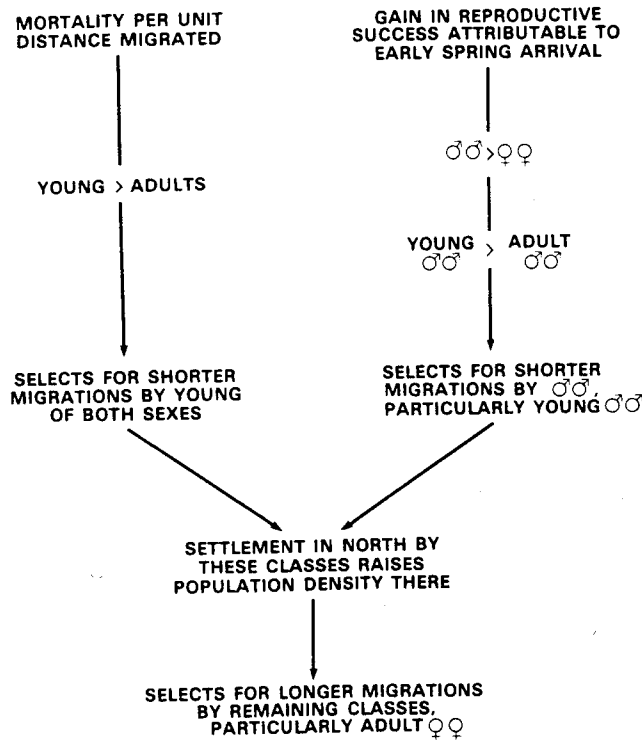 MORTALITY PER UNIT
DISTANCE MIGRATED
GAIN IN REPRODUCTIVE
SUCCESS ATTRIBUTABLE TO
EARLY SPRING ARRIVAL
YOUNG > ADULTS
♂♂>♀♀
YOUNG > ADULT
♂♂ ♂♂
SELECTS FOR SHORTER
MIGRATIONS BY YOUNG
OF BOTH SEXES
SELECTS FOR SHORTER
MIGRATIONS BY ♂♂,
PARTICULARLY YOUNG ♂♂
SETTLEMENT IN NORTH BY
THESE CLASSES RAISES
POPULATION DENSITY THERE
SELECTS FOR LONGER MIGRATIONS
BY REMAINING CLASSES,
PARTICULARLY ADULT ♀♀